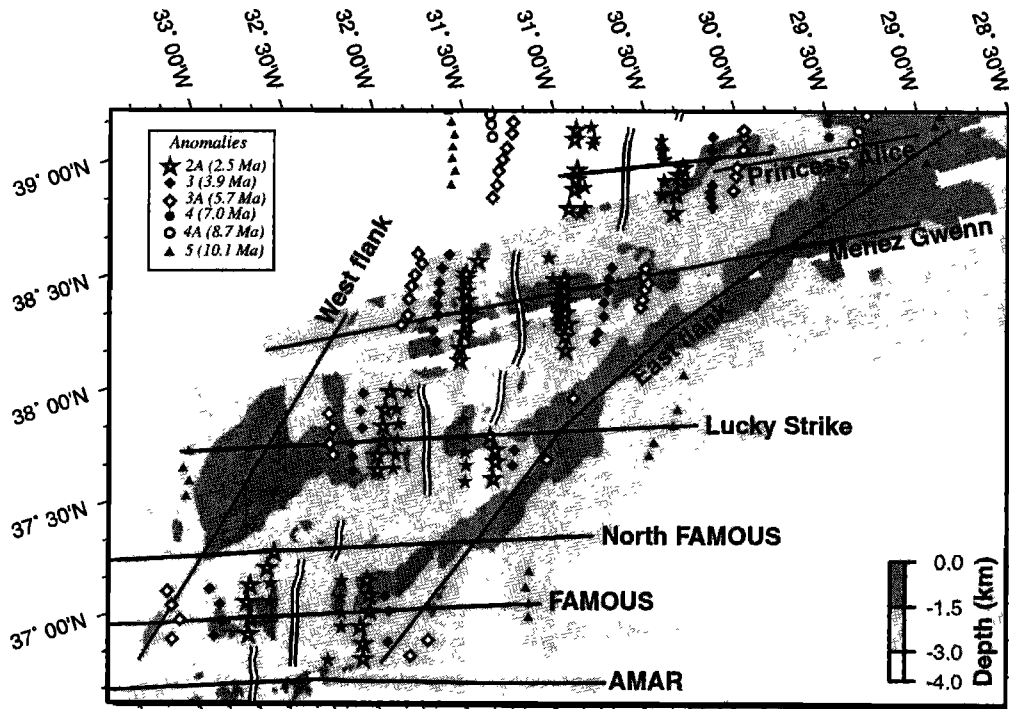 33° 00'W
32° 30'W
32° 00'W
31° 30'W
31° 00'W
30° 30'W
30° 00'W
29° 30'W
29° 00'W
28° 30'W
39° 00'N
38° 30'N
38° 00'N
37° 30'N
37° 00'N
Anomalies
2A (2.5 Ma)
3 (3.9 Ma)
3A (5.7 Ma)
4 (7.0 Ma)
4A (8.7 Ma)
5 (10.1 Ma)
West flank
East flank
Princess Alice
Menez Gwenn
Lucky Strike
North FAMOUS
FAMOUS
AMAR
0.0
-1.5
-3.0
-4.0
Depth (km)